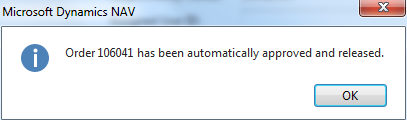 Microsoft Dynamics NAV
Order 106041 has been automatically approved and released.
OK